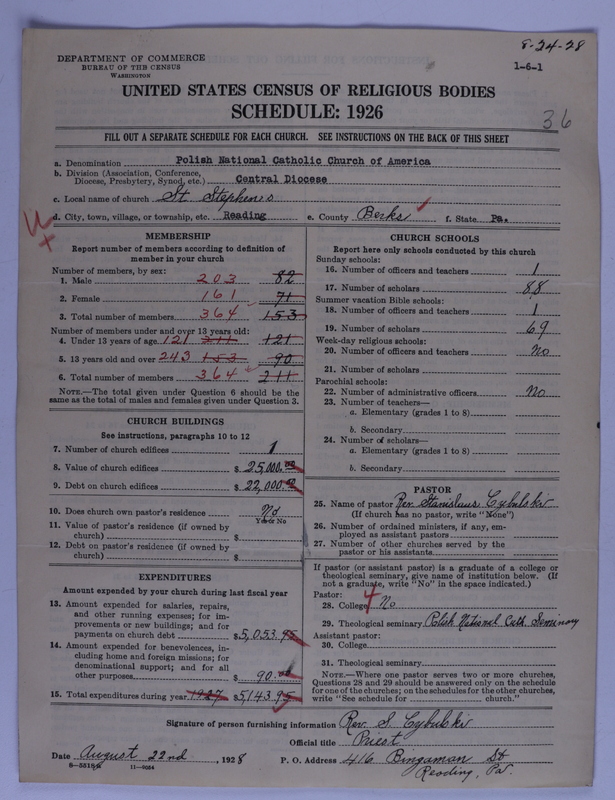 8-24-28
DEPARTMENT OF COMMERCE
BUREAU OF THE CENSUS
WASHINGTON
1-6-1
UNITED STATES CENSUS OF RELIGIOUS BODIES
SCHEDULE: 1926
36
FILL OUT A SEPARATE SCHEDULE FOR EACH CHURCH. SEE INSTRUCTIONS ON THE BACK OF THIS SHEET
a. Denomination Polish National Catholic Church of America
b. Division (Association, Conference,
Diocese, Presbytery, Synod, etc.) Central Diocese
c. Local name of church St Stephen's
d. City, town, village, or township, etc. Reading e. County Berks f. State Pa.
MEMBERSHIP
Report number of members according to definition of
member in your church
Number of members, by sex:
1. Male 203 82
2. Female 161 71
3. Total number of members 364 153
Number of members under and over 13 years old:
4. Under 13 years of age 121 211 121
5. 13 years old and over 243 153 90
6. Total number of members 364 211
NOTE.—The total given under Question 6 should be the
same as the total of males and females given under Question 3.
CHURCH BUILDINGS
See instructions, paragraphs 10 to 12
7. Number of church edifices 1
8. Value of church edifices $25,000.00
9. Debt on church edifices $22,000.00
10. Does church own pastor's residence No
Yes or No
11. Value of pastor's residence (if owned by
church) $
12. Debt on pastor's residence (if owned by
church) $
EXPENDITURES
Amount expended by your church during last fiscal year
13. Amount expended for salaries, repairs,
and other running expenses; for im-
provements or new buildings; and for
payments on church debt $5,053.95
14. Amount expended for benevolences, in-
cluding home and foreign missions; for
denominational support; and for all
other purposes $90.00
15. Total expenditures during year 1927 $5143.95
CHURCH SCHOOLS
Report here only schools conducted by this church
Sunday schools:
16. Number of officers and teachers 1
17. Number of scholars 88
Summer vacation Bible schools:
18. Number of officers and teachers 1
19. Number of scholars 69
Week-day religious schools:
20. Number of officers and teachers No
21. Number of scholars
Parochial schools:
22. Number of administrative officers No
23. Number of teachers—
a. Elementary (grades 1 to 8)
b. Secondary
24. Number of scholars—
a. Elementary (grades 1 to 8)
b. Secondary
PASTOR
25. Name of pastor Rev. Stanislaus Cybulski
(If church has no pastor, write "None")
26. Number of ordained ministers, if any, em-
ployed as assistant pastors
27. Number of other churches served by the
pastor or his assistants
If pastor (or assistant pastor) is a graduate of a college or
theological seminary, give name of institution below. (If
not a graduate, write "No" in the space indicated.)
Pastor:
28. College No
29. Theological seminary Polish National Cath. Seminary
Assistant pastor:
30. College
31. Theological seminary
NOTE.—Where one pastor serves two or more churches,
Questions 28 and 29 should be answered only on the schedule
for one of the churches; on the schedules for the other churches,
write "See schedule for church."
Signature of person furnishing information Rev. S. Cybulski
Official title Priest
Date August 22nd, 1928 P. O. Address 416 Bingaman St
Reading, Pa.
11—9084